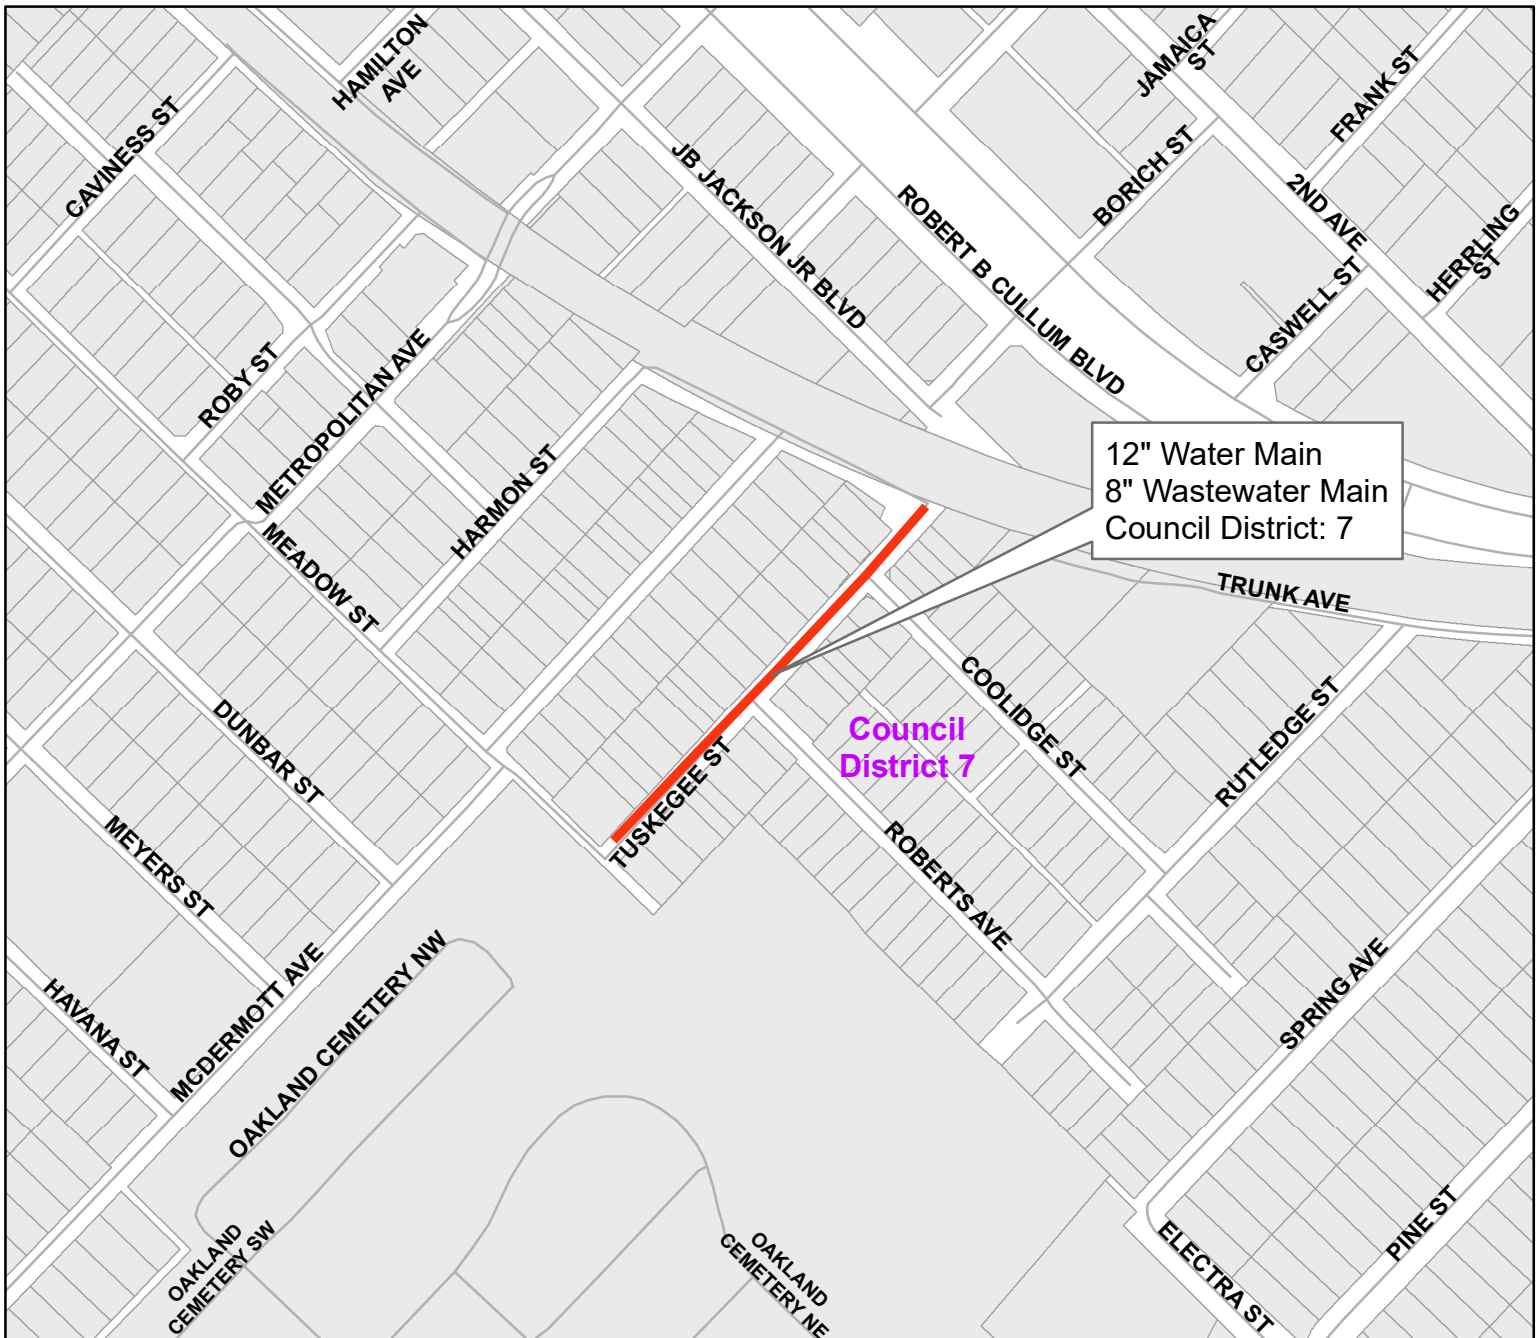 HAMILTON
AVE
JAMAICA
ST
FRANK ST
CAVINESS ST
JB JACKSON JR BLVD
BORICH ST
2ND AVE
HERRLING
ST
ROBERT B CULLUM BLVD
CASWELL ST
ROBY ST
METROPOLITAN AVE
HARMON ST
12" Water Main
8" Wastewater Main
Council District: 7
MEADOW ST
TRUNK AVE
COOLIDGE ST
RUTLEDGE ST
DUNBAR ST
Council
District 7
TUSKEGEE ST
MEYERS ST
ROBERTS AVE
HAVANA ST
MCDERMOTT AVE
OAKLAND CEMETERY NW
SPRING AVE
OAKLAND
CEMETERY SW
OAKLAND
CEMETERY NE
ELECTRA ST
PINE ST